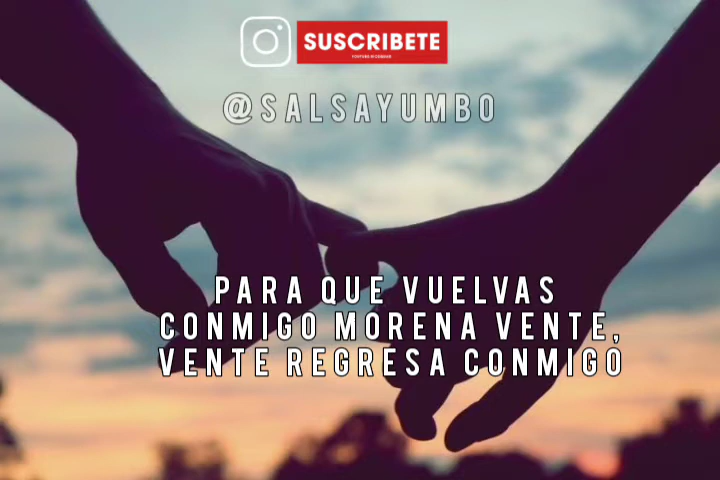 SUSCRIBETE
@SALSAYUMBO
PARA QUE VUELVAS
CONMIGO MORENA VENTE,
VENTE REGRESA CONMIGO